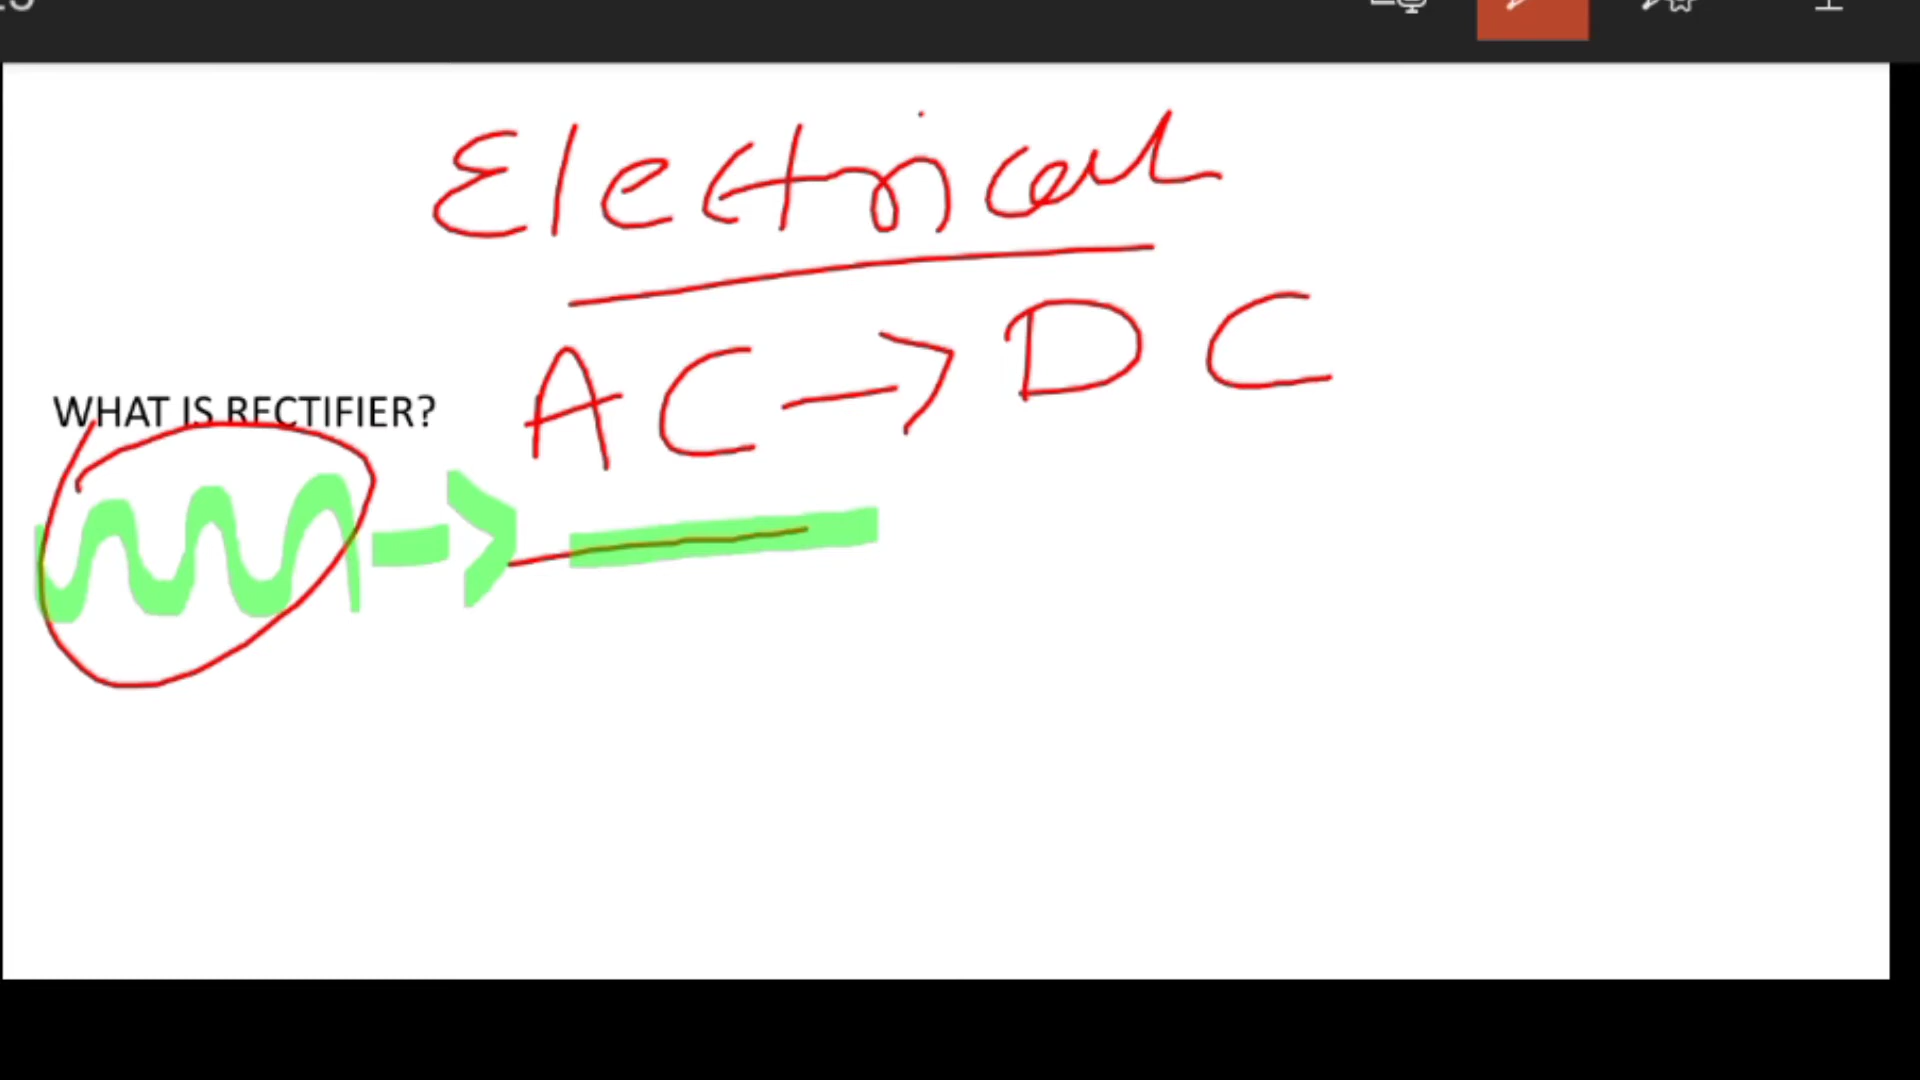 Electrical
AC → DC
WHAT IS RECTIFIER?